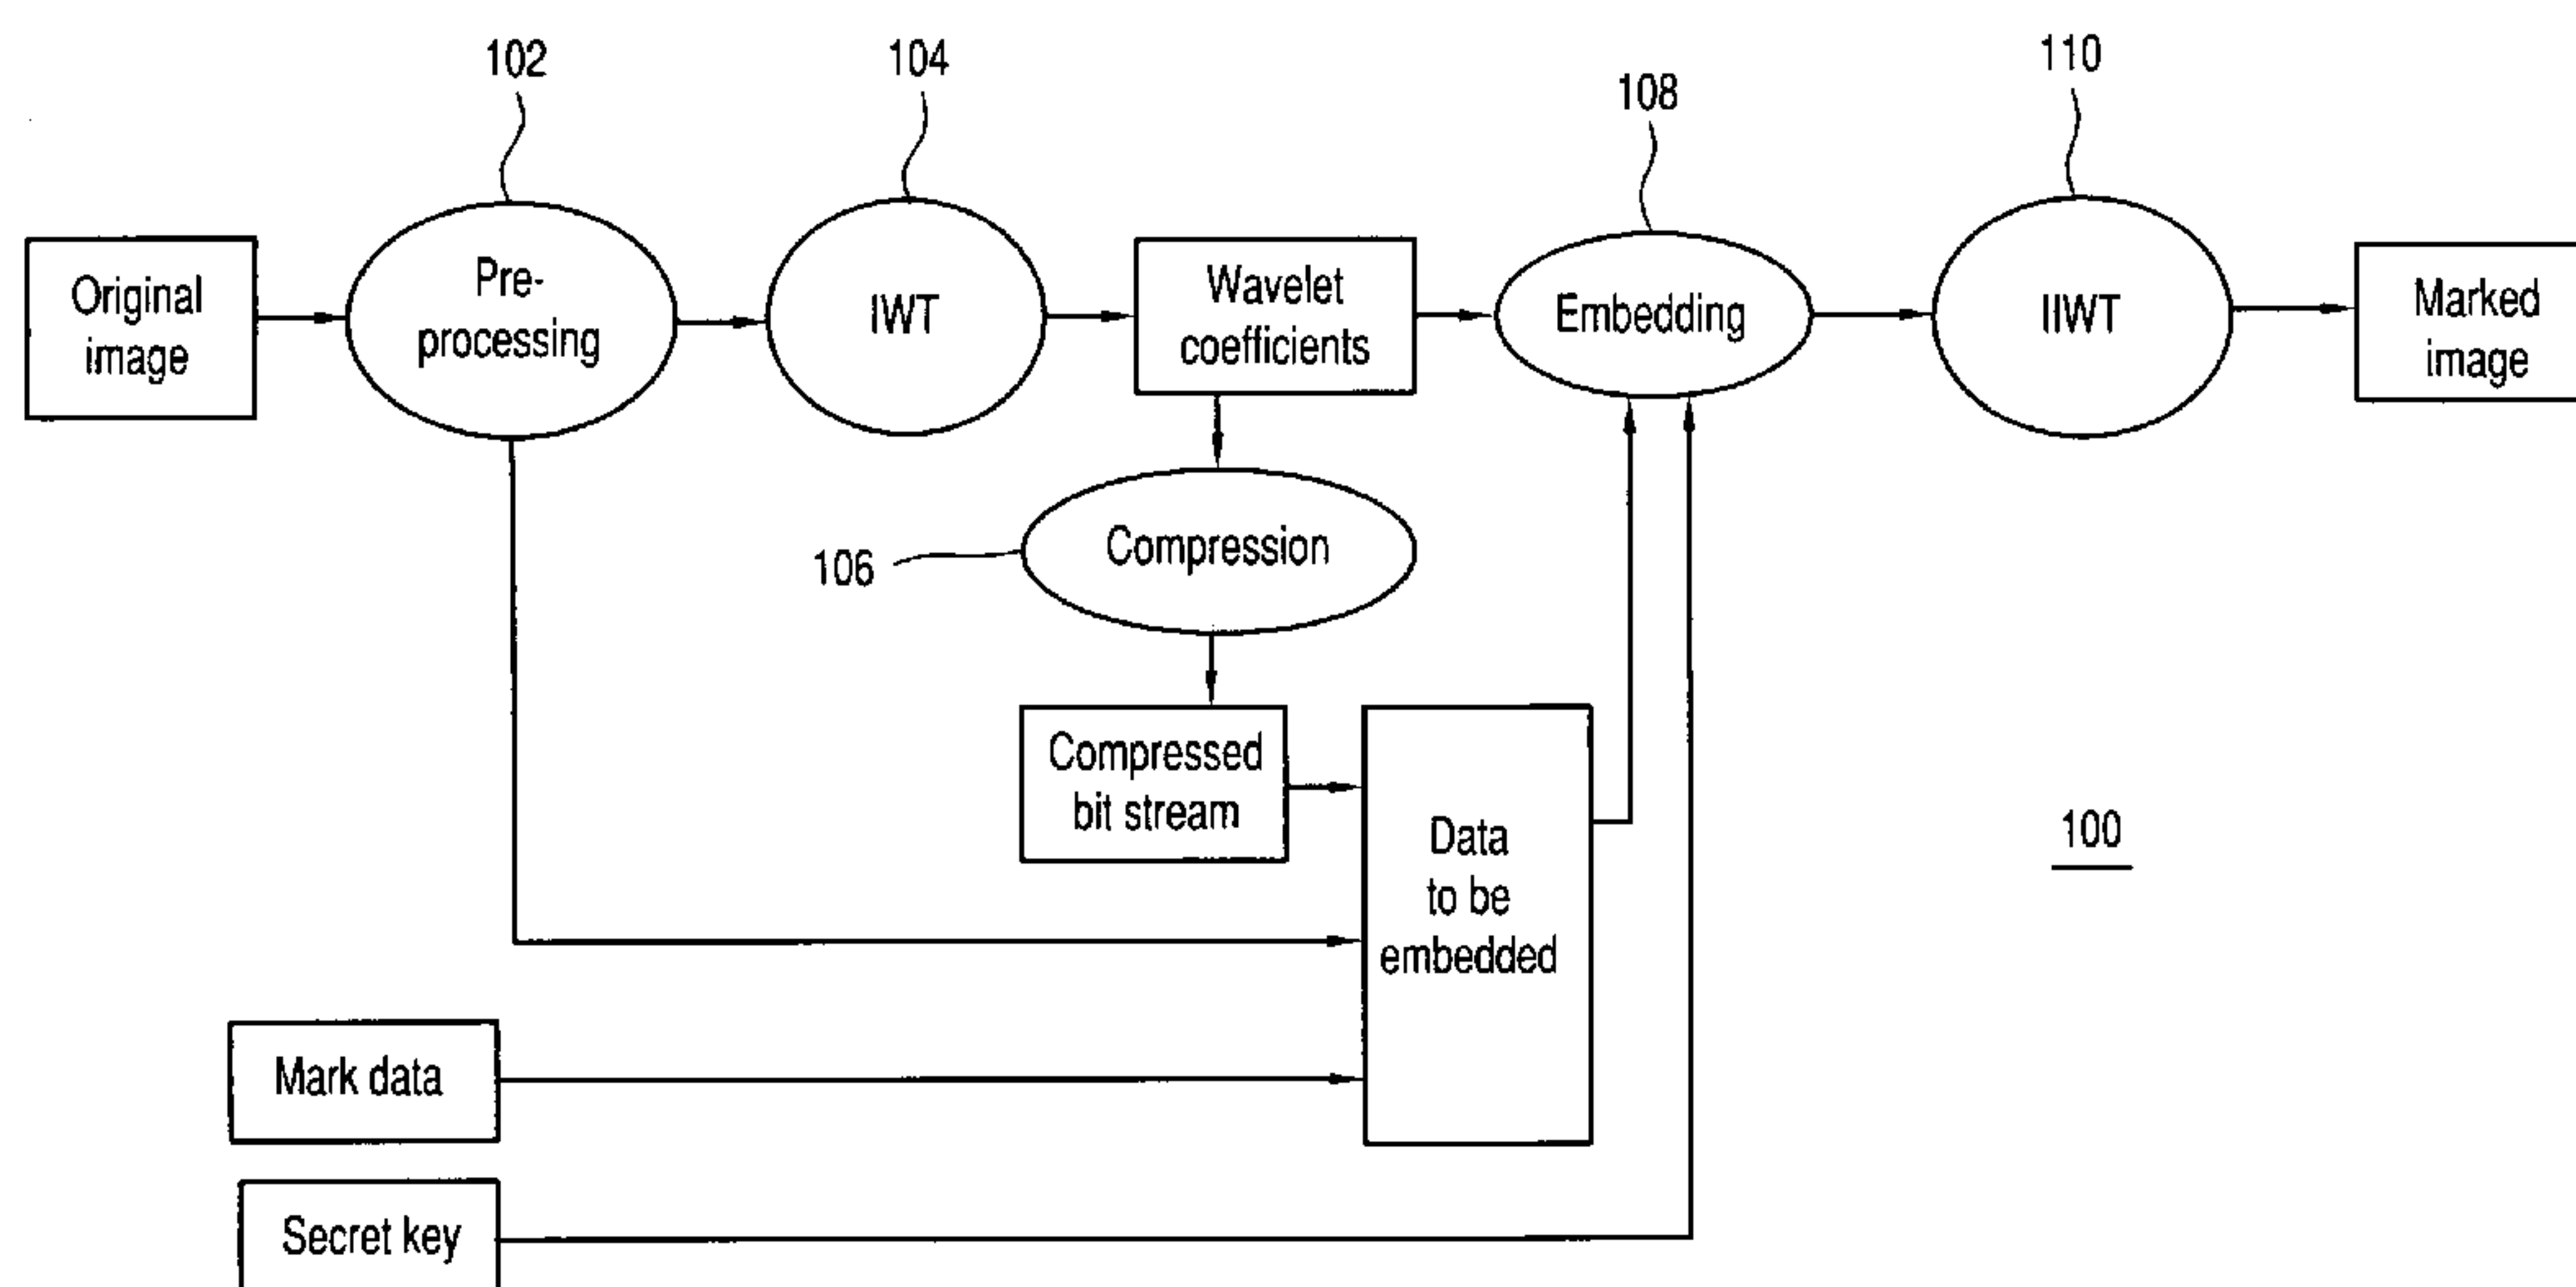 102
104
108
110
Original
image
Pre-
processing
IWT
Wavelet
coefficients
Embedding
IIWT
Marked
image
106
Compression
Compressed
bit stream
Data
to be
embedded
100
Mark data
Secret key